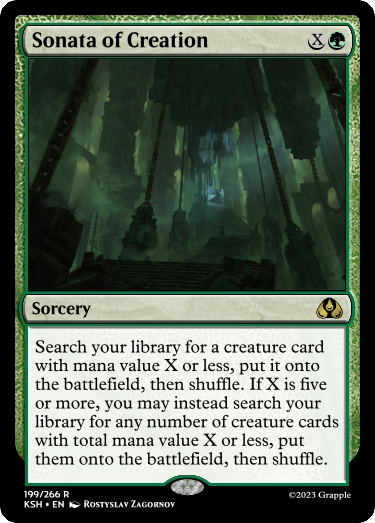 Sonata of Creation X
Sorcery
Search your library for a creature card
with mana value X or less, put it onto
the battlefield, then shuffle. If X is five
or more, you may instead search your
library for any number of creature cards
with total mana value X or less, put
them onto the battlefield, then shuffle.
199/266 R
KSH • EN Rostyslav Zagornov ©2023 Grapple